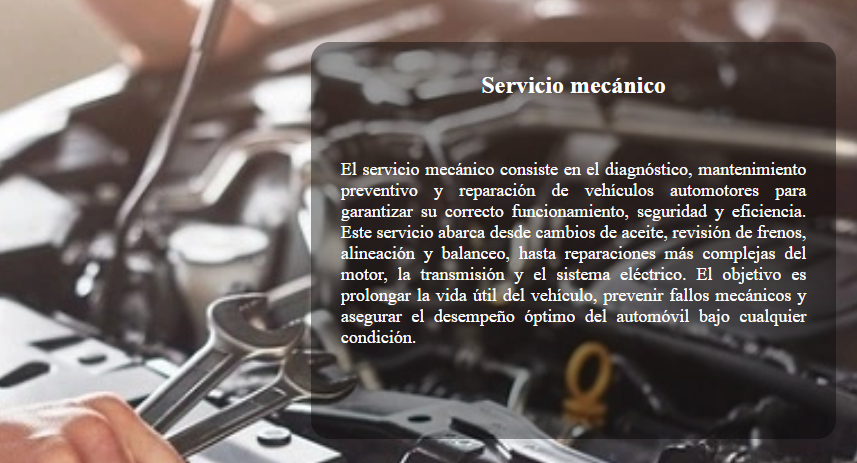 Servicio mecánico
El servicio mecánico consiste en el diagnóstico, mantenimiento
preventivo y reparación de vehículos automotores para
garantizar su correcto funcionamiento, seguridad y eficiencia.
Este servicio abarca desde cambios de aceite, revisión de frenos,
alineación y balanceo, hasta reparaciones más complejas del
motor, la transmisión y el sistema eléctrico. El objetivo es
prolongar la vida útil del vehículo, prevenir fallos mecánicos y
asegurar el desempeño óptimo del automóvil bajo cualquier
condición.